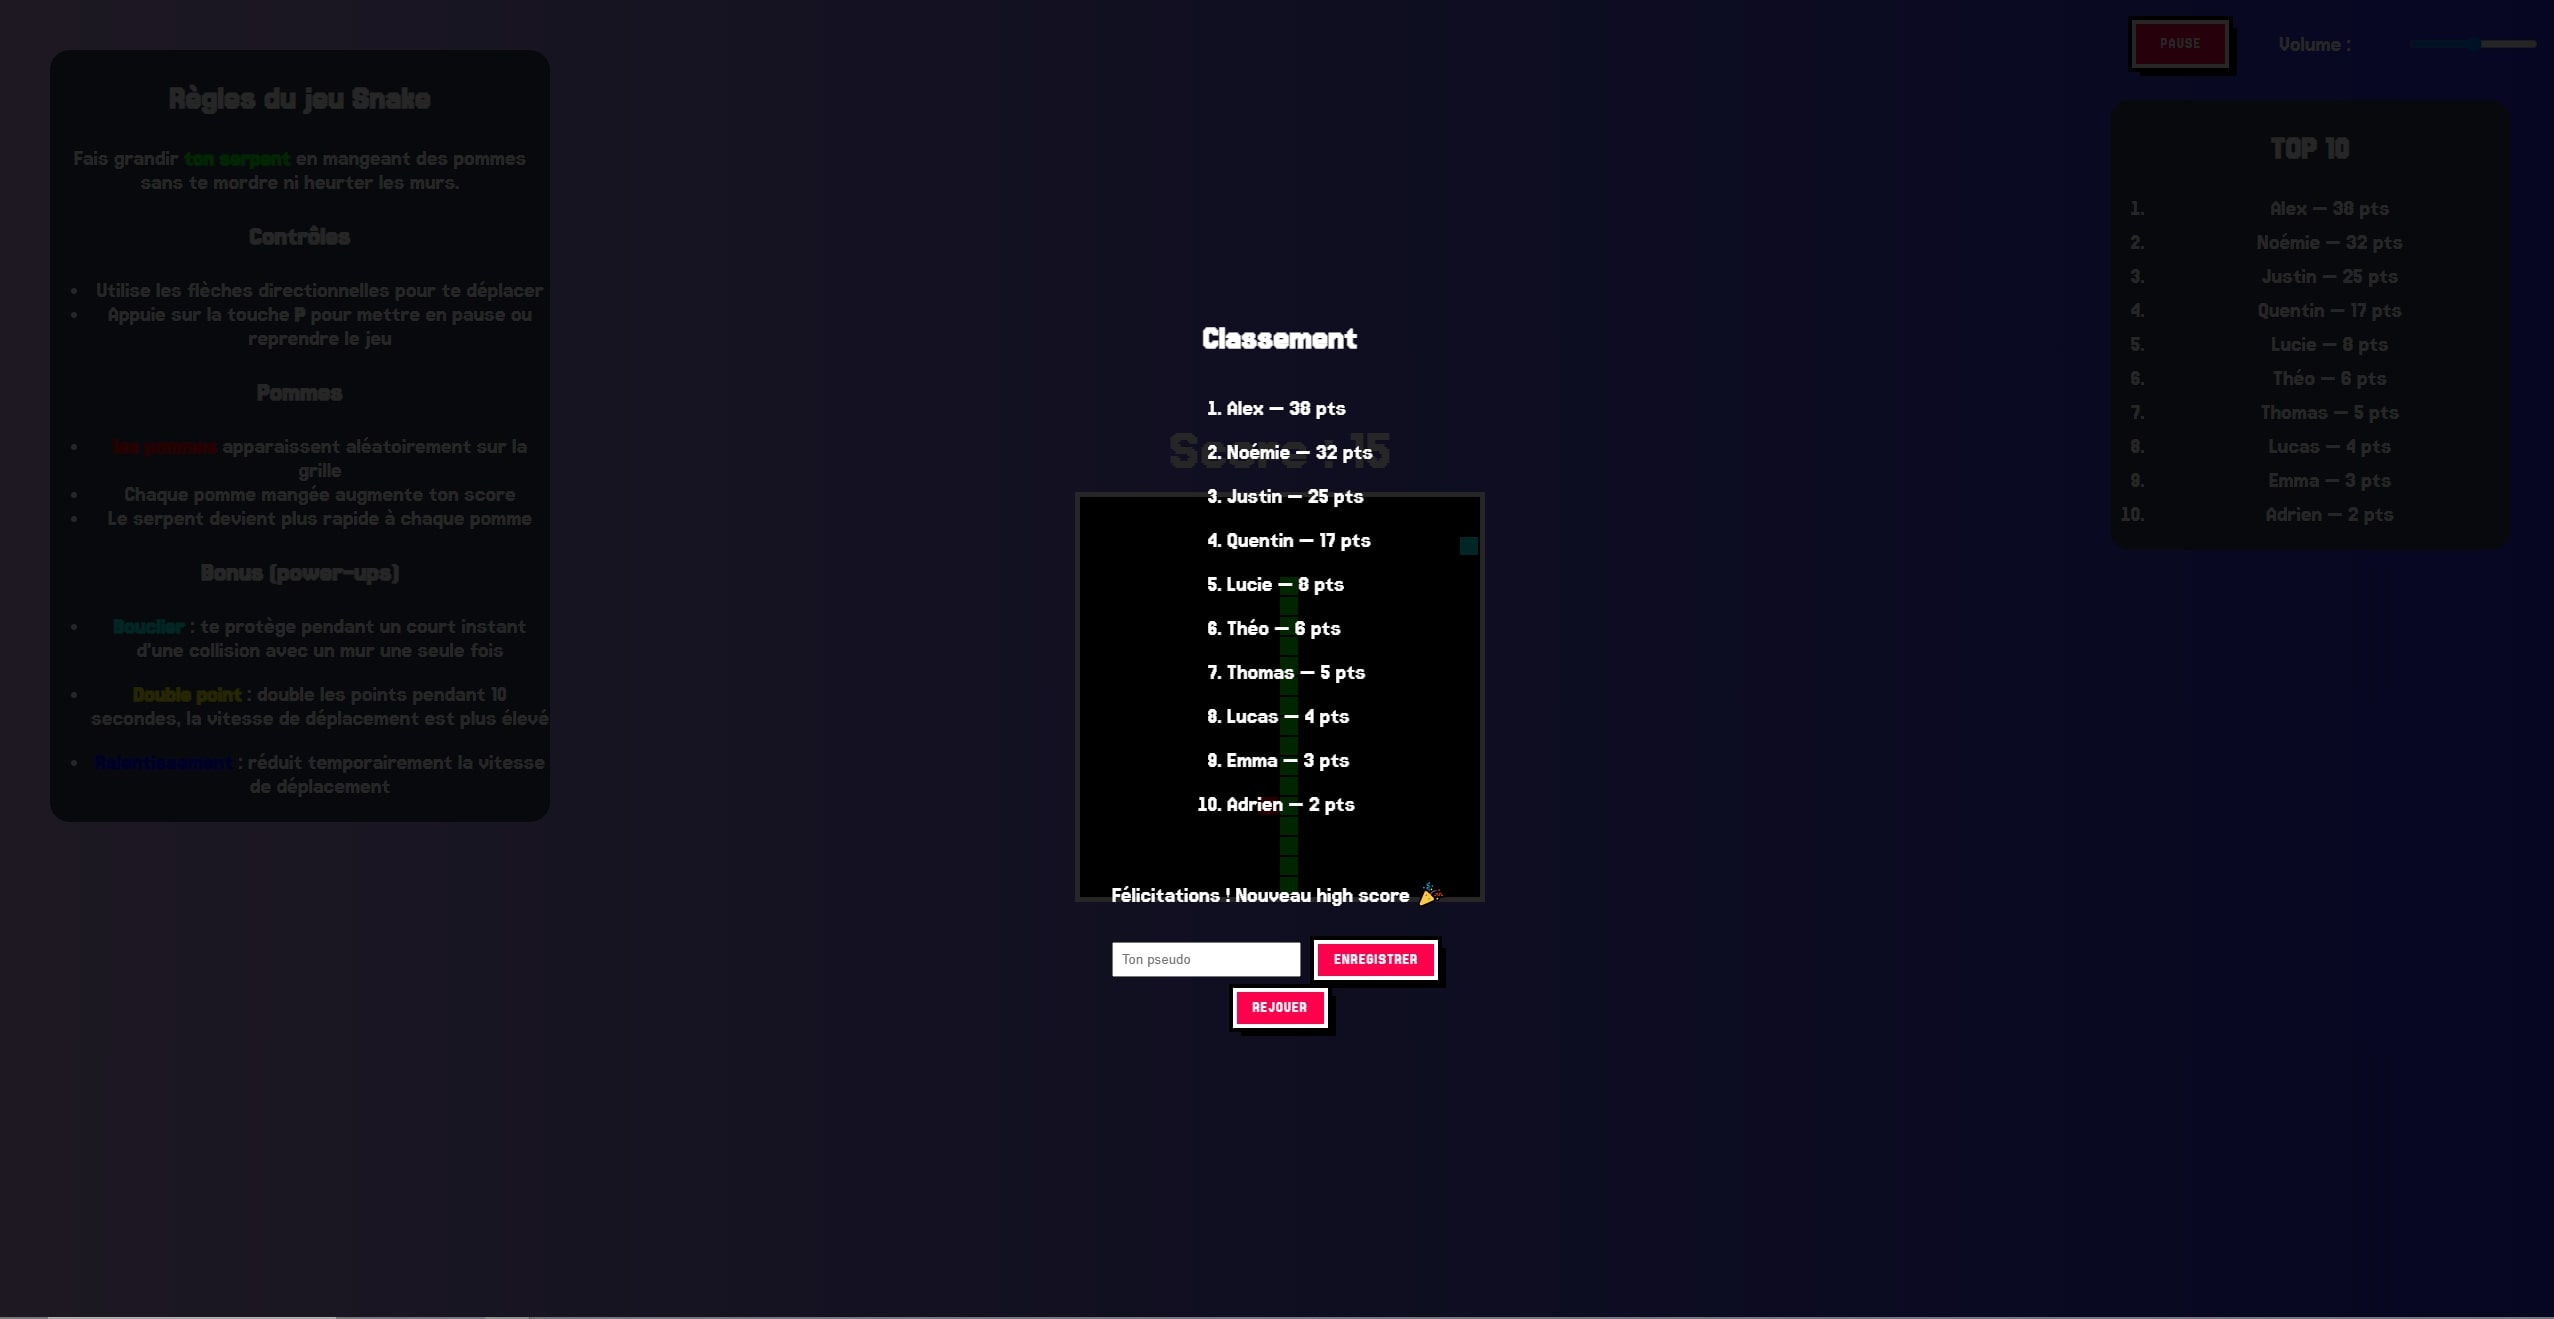 Règles du jeu Snake
Fais grandir ton serpent en mangeant des pommes
sans te mordre ni heurter les murs.
Contrôles
• Utilise les flèches directionnelles pour te déplacer
• Appuie sur la touche P pour mettre en pause ou
reprendre le jeu
Pommes
• les pommes apparaissent aléatoirement sur la
grille
• Chaque pomme mangée augmente ton score
• Le serpent devient plus rapide à chaque pomme
Bonus (power-ups)
• Bouclier : te protège pendant un court instant
d'une collision avec un mur une seule fois
• Double point : double les points pendant 10
secondes, la vitesse de déplacement est plus élevé
• Ralentissement : réduit temporairement la vitesse
de déplacement
Score : 15
Classement
1. Alex — 38 pts
2. Noémie — 32 pts
3. Justin — 25 pts
4. Quentin — 17 pts
5. Lucie — 8 pts
6. Théo — 6 pts
7. Thomas — 5 pts
8. Lucas — 4 pts
9. Emma — 3 pts
10. Adrien — 2 pts
Félicitations ! Nouveau high score 🎉
Ton pseudo
ENREGISTRER
REJOUER
PAUSE
Volume :
TOP 10
1. Alex — 38 pts
2. Noémie — 32 pts
3. Justin — 25 pts
4. Quentin — 17 pts
5. Lucie — 8 pts
6. Théo — 6 pts
7. Thomas — 5 pts
8. Lucas — 4 pts
9. Emma — 3 pts
10. Adrien — 2 pts